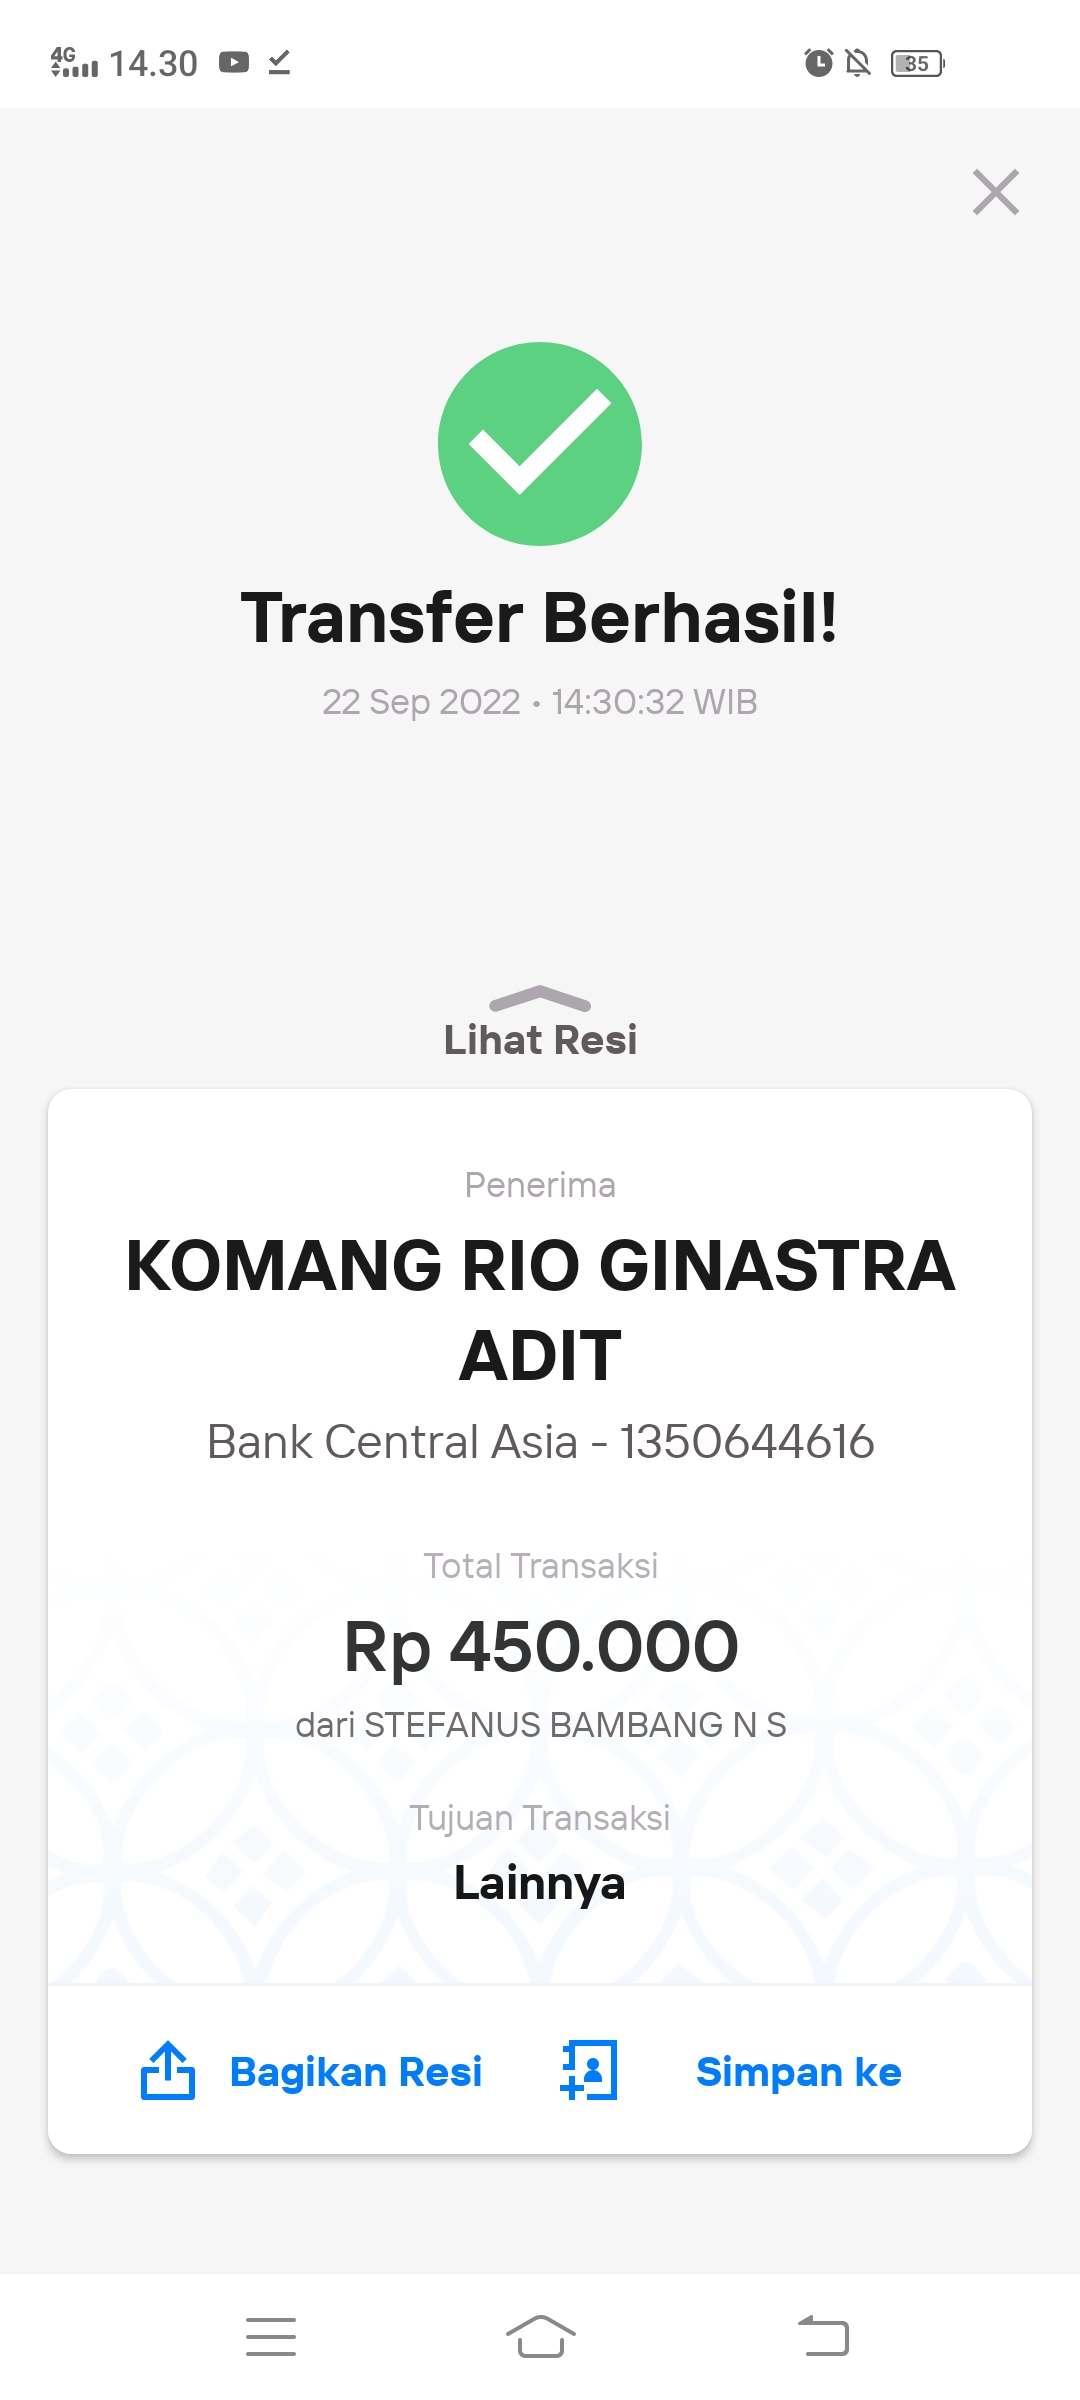 4G 14.30 35
Transfer Berhasil!
22 Sep 2022 • 14:30:32 WIB
Lihat Resi
Penerima
KOMANG RIO GINASTRA
ADIT
Bank Central Asia - 1350644616
Total Transaksi
Rp 450.000
dari STEFANUS BAMBANG N S
Tujuan Transaksi
Lainnya
Bagikan Resi Simpan ke